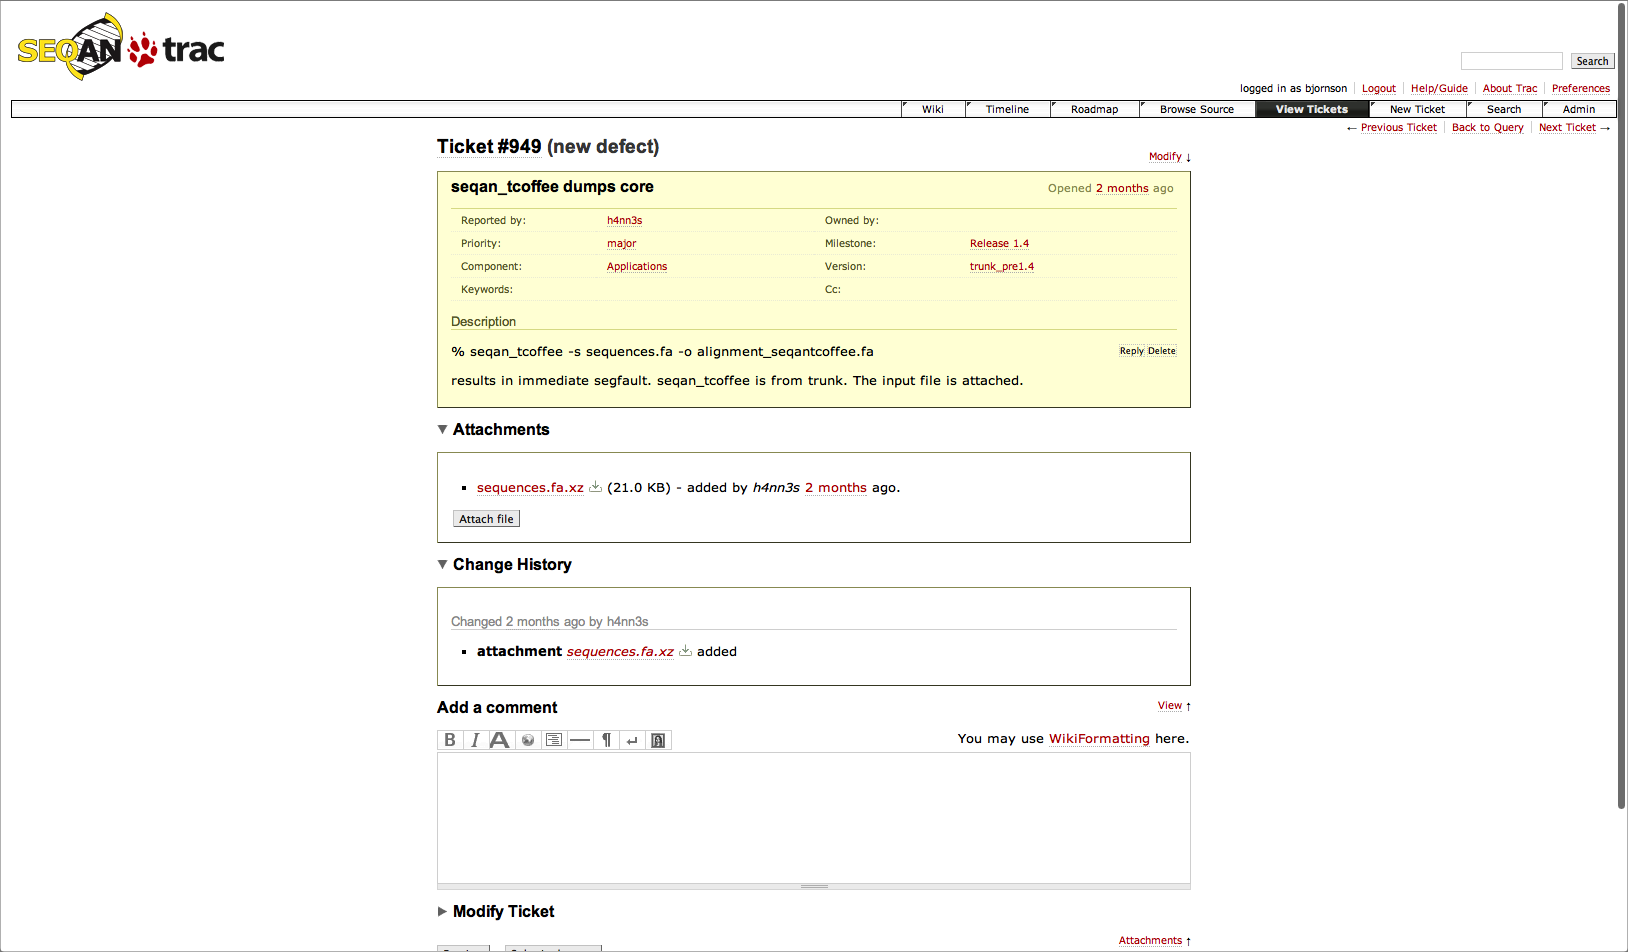 SEQAN trac
Search
logged in as bjornson Logout Help/Guide About Trac Preferences
Wiki Timeline Roadmap Browse Source View Tickets New Ticket Search Admin
← Previous Ticket Back to Query Next Ticket →
Ticket #949 (new defect)
Modify ↓
seqan_tcoffee dumps core
Opened 2 months ago
Reported by: h4nn3s Owned by:
Priority: major Milestone: Release 1.4
Component: Applications Version: trunk_pre1.4
Keywords: Cc:
Description
% seqan_tcoffee -s sequences.fa -o alignment_seqantcoffee.fa
Reply Delete
results in immediate segfault. seqan_tcoffee is from trunk. The input file is attached.
▼ Attachments
▪ sequences.fa.xz (21.0 KB) - added by h4nn3s 2 months ago.
Attach file
▼ Change History
Changed 2 months ago by h4nn3s
▪ attachment sequences.fa.xz added
Add a comment
View ↑
B I A ¶ ↵
You may use WikiFormatting here.
▶ Modify Ticket
Attachments ↑